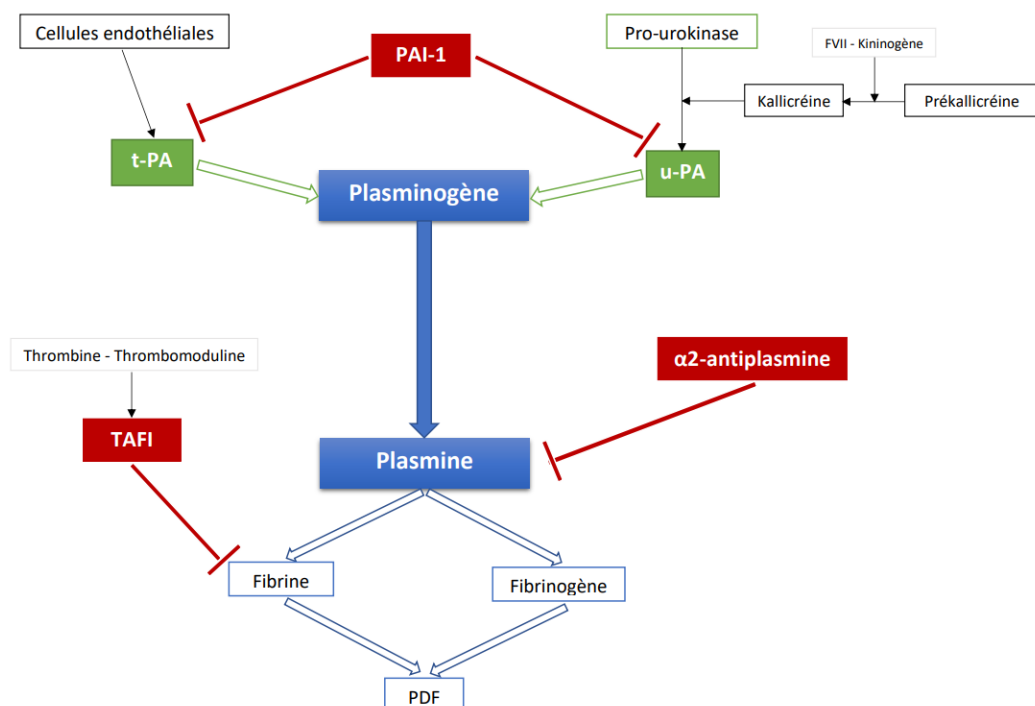 Cellules endothéliales
PAI-1
Pro-urokinase
FVII - Kininogène
Kallicréine
Prékallicréine
t-PA
u-PA
Plasminogène
Thrombine - Thrombomoduline
α2-antiplasmine
TAFI
Plasmine
Fibrine
Fibrinogène
PDF